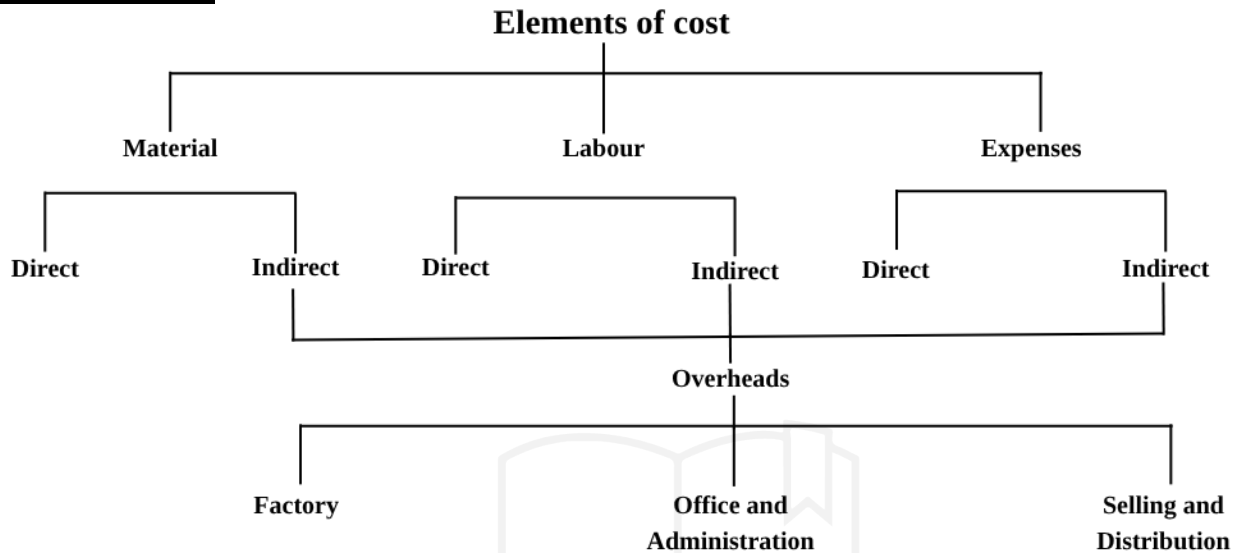 Elements of cost
Material Labour Expenses
Direct Indirect Direct Indirect Direct Indirect
Overheads
Factory Office and Selling and
Administration Distribution